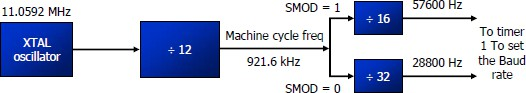 11.0592 MHz
XTAL
oscillator
÷ 12
Machine cycle freq
921.6 kHz
SMOD = 1
÷ 16
57600 Hz
SMOD = 0
÷ 32
28800 Hz
To timer
1 To set
the Baud
rate